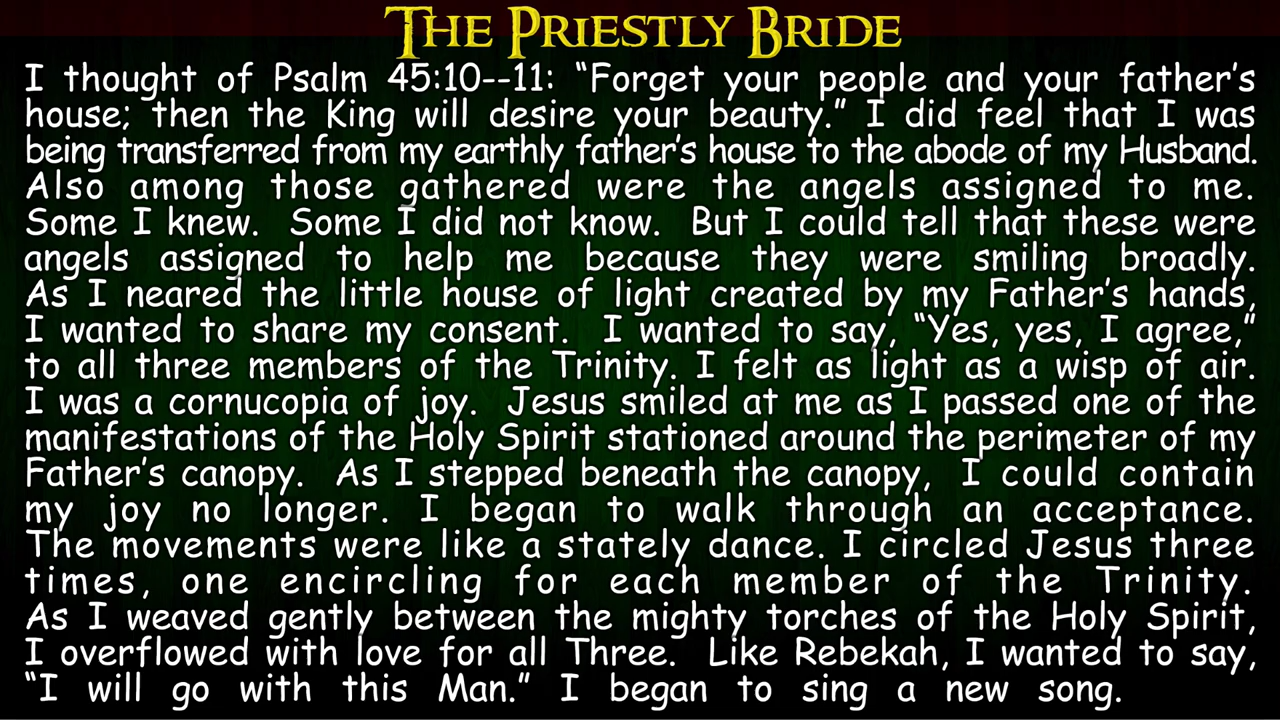 The Priestly Bride
I thought of Psalm 45:10--11: “Forget your people and your father’s
house; then the King will desire your beauty.” I did feel that I was
being transferred from my earthly father’s house to the abode of my Husband.
Also among those gathered were the angels assigned to me.
Some I knew. Some I did not know. But I could tell that these were
angels assigned to help me because they were smiling broadly.
As I neared the little house of light created by my Father’s hands,
I wanted to share my consent. I wanted to say, “Yes, yes, I agree,”
to all three members of the Trinity. I felt as light as a wisp of air.
I was a cornucopia of joy. Jesus smiled at me as I passed one of the
manifestations of the Holy Spirit stationed around the perimeter of my
Father’s canopy. As I stepped beneath the canopy, I could contain
my joy no longer. I began to walk through an acceptance.
The movements were like a stately dance. I circled Jesus three
times, one encircling for each member of the Trinity.
As I weaved gently between the mighty torches of the Holy Spirit,
I overflowed with love for all Three. Like Rebekah, I wanted to say,
“I will go with this Man.” I began to sing a new song.